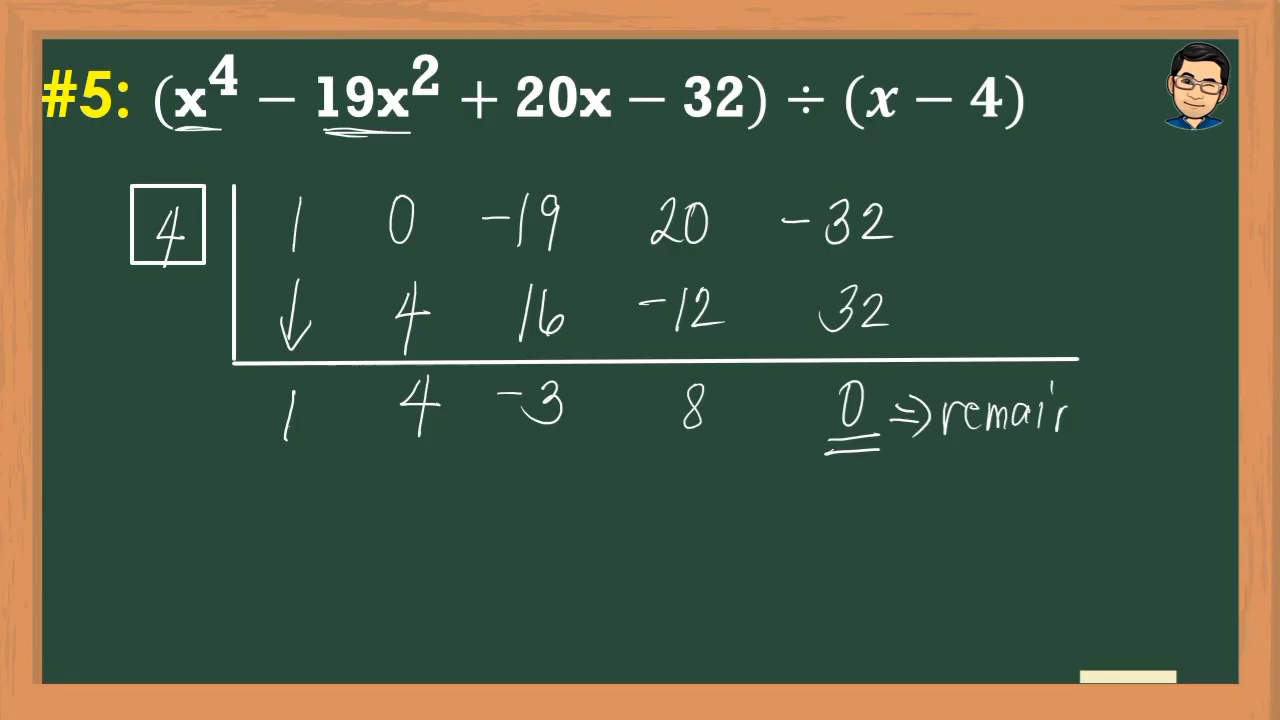 #5: (x⁴ − 19x² + 20x − 32) ÷ (x − 4)
4 1 0 -19 20 -32
↓ 4 16 -12 32
1 4 -3 8 0 ⇒ remair